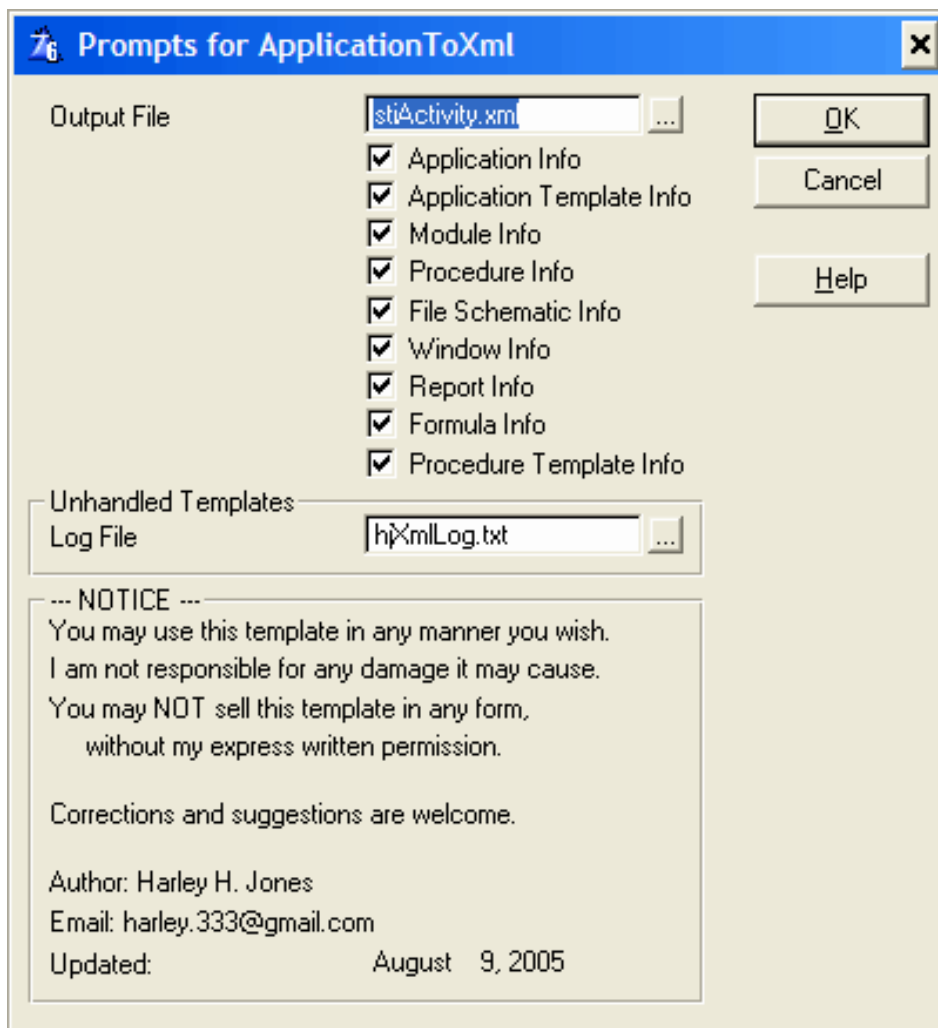 Prompts for ApplicationToXml
Output File
stiActivity.xml
...
OK
Application Info
Cancel
Application Template Info
Module Info
Procedure Info
Help
File Schematic Info
Window Info
Report Info
Formula Info
Procedure Template Info
Unhandled Templates
Log File
hjXmlLog.txt
...
--- NOTICE ---
You may use this template in any manner you wish.
I am not responsible for any damage it may cause.
You may NOT sell this template in any form,
without my express written permission.
Corrections and suggestions are welcome.
Author: Harley H. Jones
Email: harley.333@gmail.com
Updated: August 9, 2005